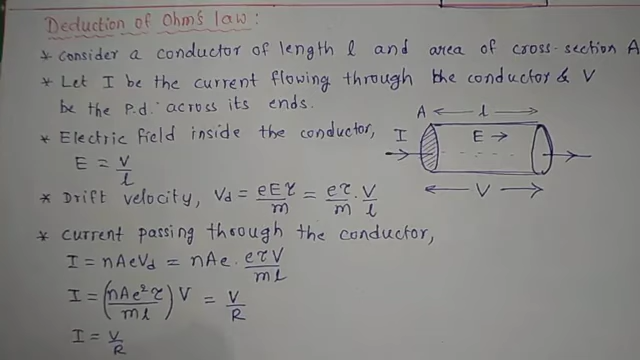 Deduction of Ohm's law:
* Consider a conductor of length l and area of cross-section A
* Let I be the current flowing through the conductor & V
be the P.d. across its ends.
* Electric field inside the conductor,
E = V/l
* Drift velocity, Vd = eEτ/m = eτ/m · V/l
* Current passing through the conductor,
I = nAeVd = nAe · eτV/ml
I = (nAe²τ/ml) V = V/R
I = V/R
A ← l →
I E →
← V →